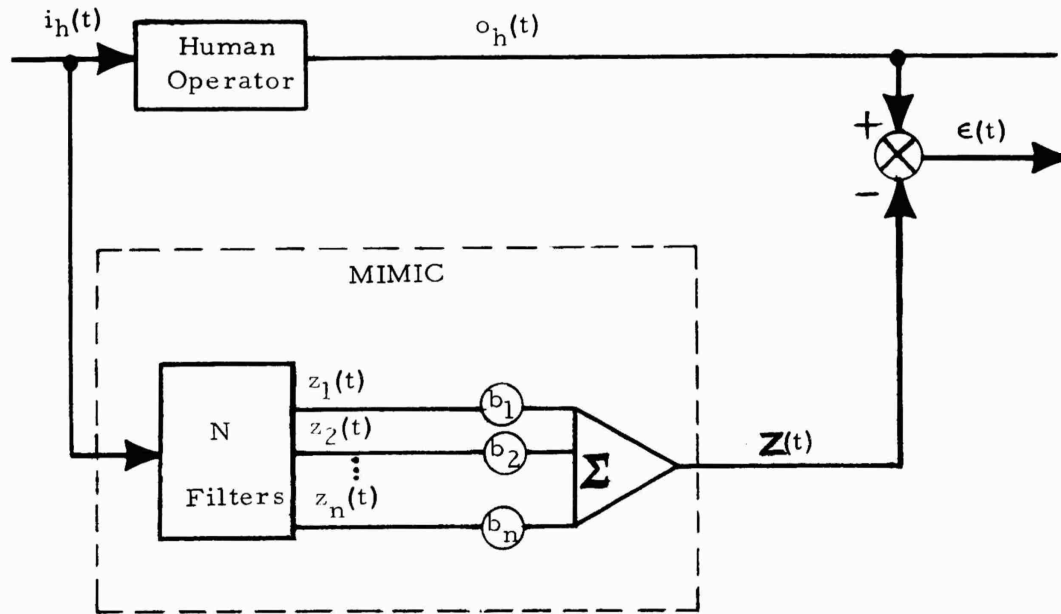 i_h(t)
Human
Operator
o_h(t)
+
-
ϵ(t)
MIMIC
N
Filters
z_1(t)
z_2(t)
z_n(t)
b_1
b_2
b_n
Σ
Z(t)